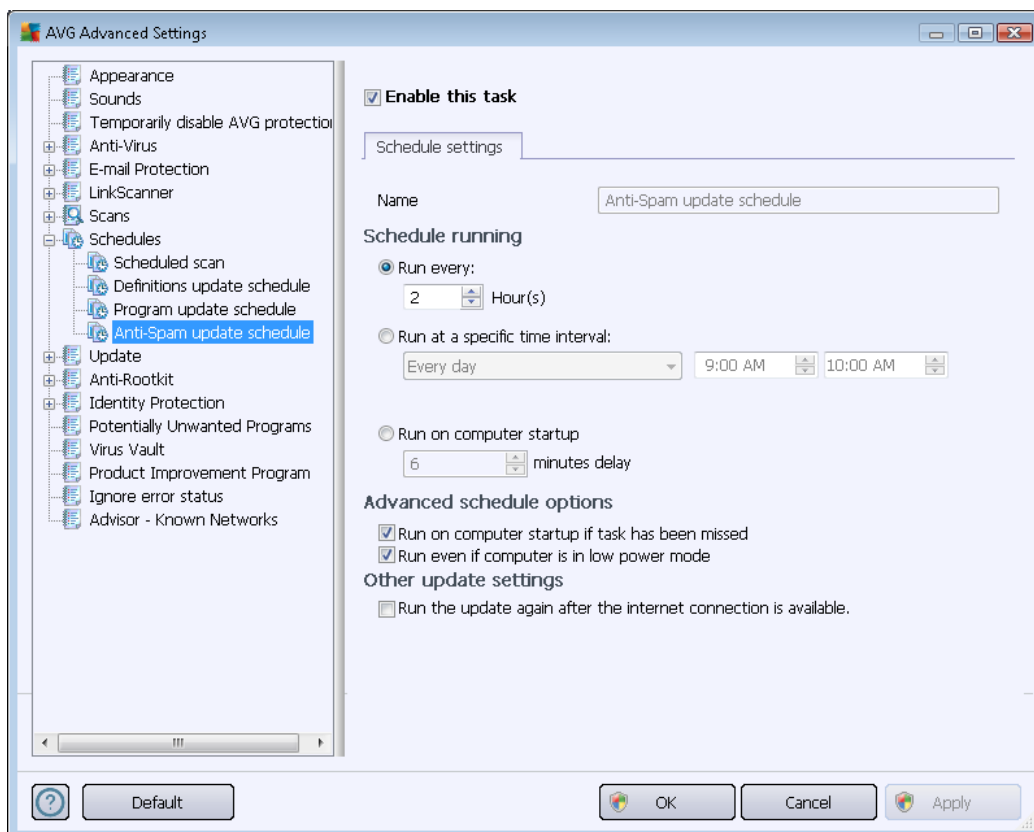 AVG Advanced Settings
Appearance
Sounds
Temporarily disable AVG protectio
Anti-Virus
E-mail Protection
LinkScanner
Scans
Schedules
Scheduled scan
Definitions update schedule
Program update schedule
Anti-Spam update schedule
Update
Anti-Rootkit
Identity Protection
Potentially Unwanted Programs
Virus Vault
Product Improvement Program
Ignore error status
Advisor - Known Networks
Enable this task
Schedule settings
Name Anti-Spam update schedule
Schedule running
Run every:
2 Hour(s)
Run at a specific time interval:
Every day 9:00 AM 10:00 AM
Run on computer startup
6 minutes delay
Advanced schedule options
Run on computer startup if task has been missed
Run even if computer is in low power mode
Other update settings
Run the update again after the internet connection is available.
? Default OK Cancel Apply